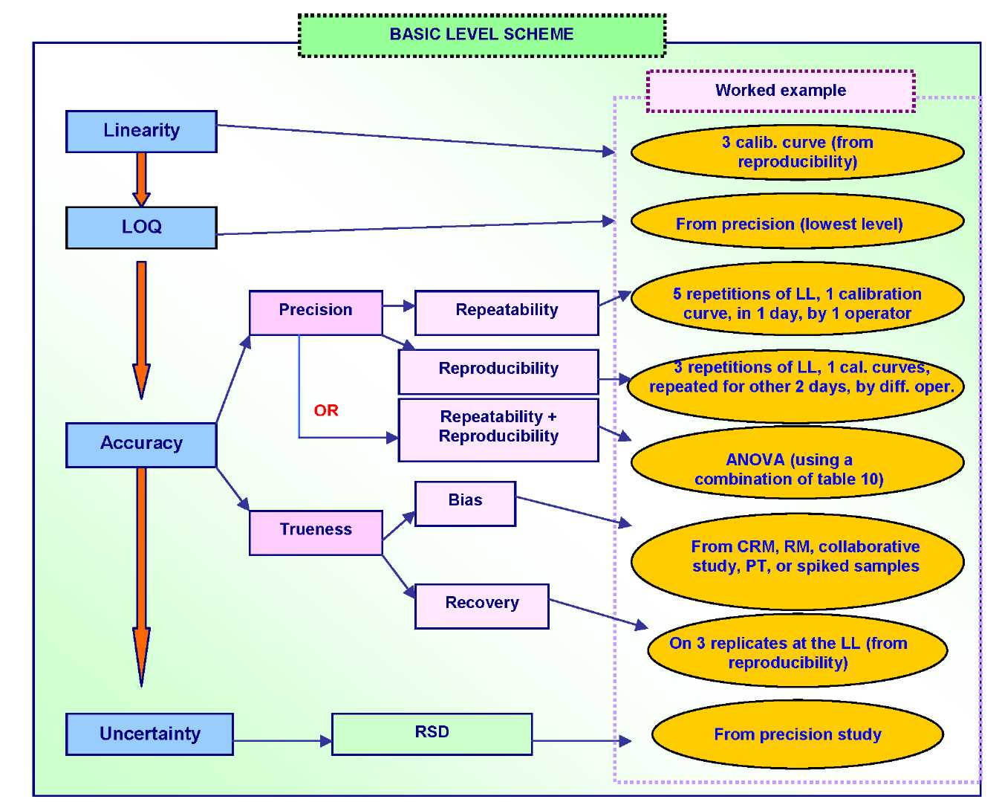 BASIC LEVEL SCHEME
Worked example
Linearity
3 calib. curve (from
reproducibility)
LOQ
From precision (lowest level)
Precision
Repeatability
5 repetitions of LL, 1 calibration
curve, in 1 day, by 1 operator
Reproducibility
3 repetitions of LL, 1 cal. curves,
repeated for other 2 days, by diff. oper.
OR
Repeatability +
Reproducibility
Accuracy
ANOVA (using a
combination of table 10)
Bias
Trueness
From CRM, RM, collaborative
study, PT, or spiked samples
Recovery
On 3 replicates at the LL (from
reproducibility)
Uncertainty
RSD
From precision study